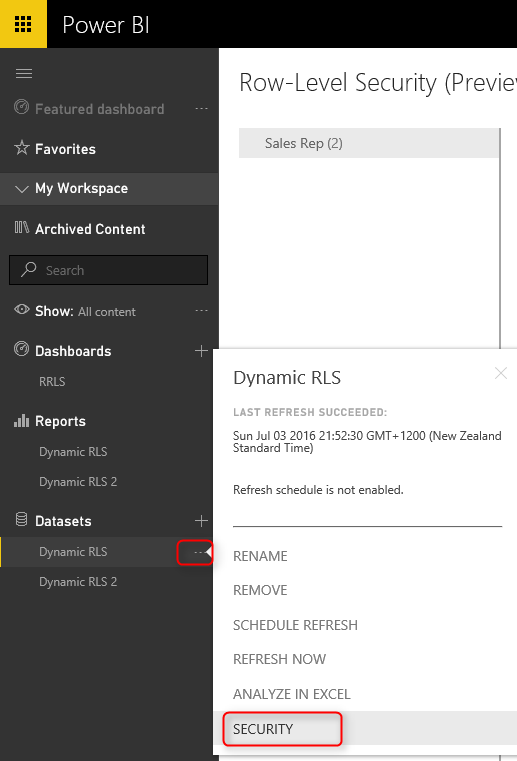 Power BI
Featured dashboard
Favorites
My Workspace
Archived Content
Search
Show: All content
Dashboards
RRLS
Reports
Dynamic RLS
Dynamic RLS 2
Datasets
Dynamic RLS
Dynamic RLS 2
Row-Level Security (Previe
Sales Rep (2)
Dynamic RLS
LAST REFRESH SUCCEEDED:
Sun Jul 03 2016 21:52:30 GMT+1200 (New Zealand
Standard Time)
Refresh schedule is not enabled.
RENAME
REMOVE
SCHEDULE REFRESH
REFRESH NOW
ANALYZE IN EXCEL
SECURITY